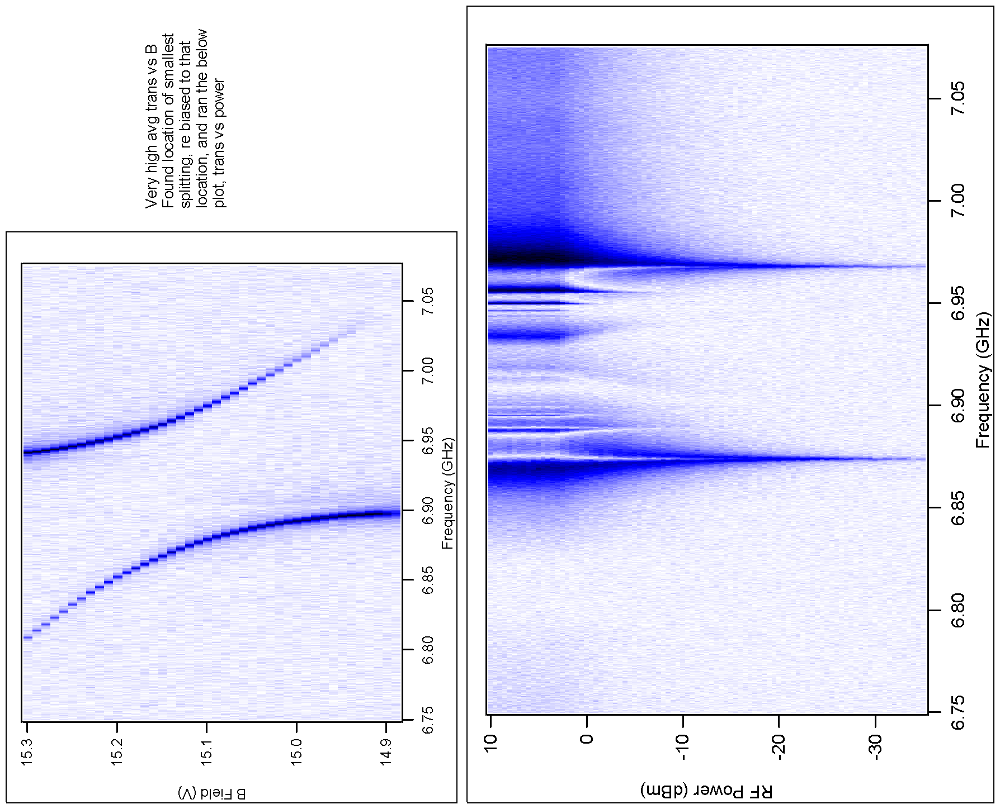 Very high avg trans vs B
Found location of smallest
splitting, re biased to that
location, and ran the below
plot, trans vs power
B Field (V)
15.3
15.2
15.1
15.0
14.9
6.75
6.80
6.85
6.90
6.95
7.00
7.05
Frequency (GHz)
RF Power (dBm)
10
0
-10
-20
-30
6.75
6.80
6.85
6.90
6.95
7.00
7.05
Frequency (GHz)